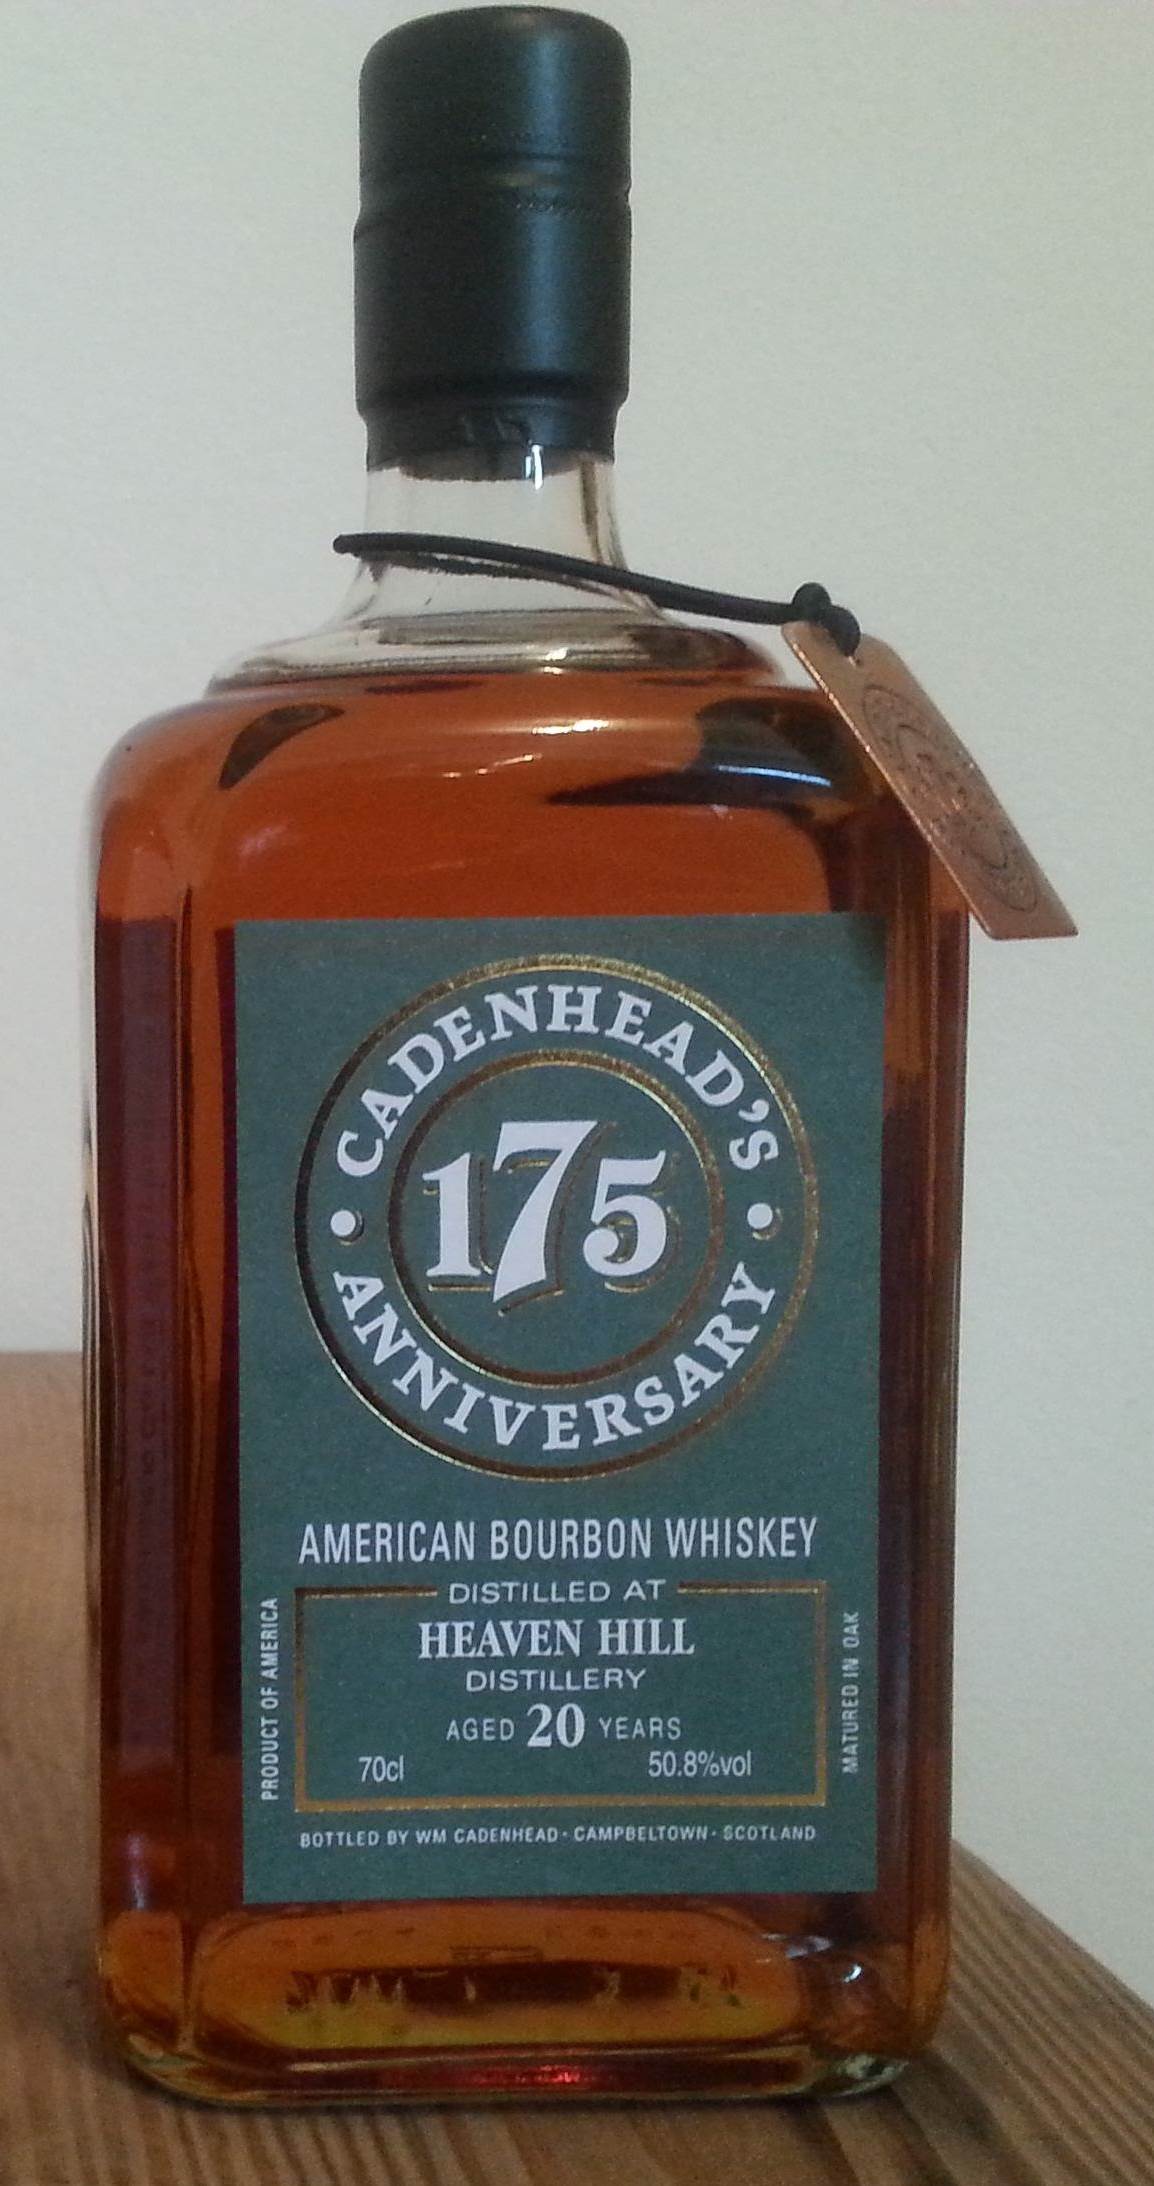 CADENHEAD'S
175
ANNIVERSARY
AMERICAN BOURBON WHISKEY
DISTILLED AT
HEAVEN HILL
DISTILLERY
AGED 20 YEARS
70cl 50.8%vol
PRODUCT OF AMERICA
MATURED IN OAK
BOTTLED BY WM CADENHEAD · CAMPBELTOWN · SCOTLAND